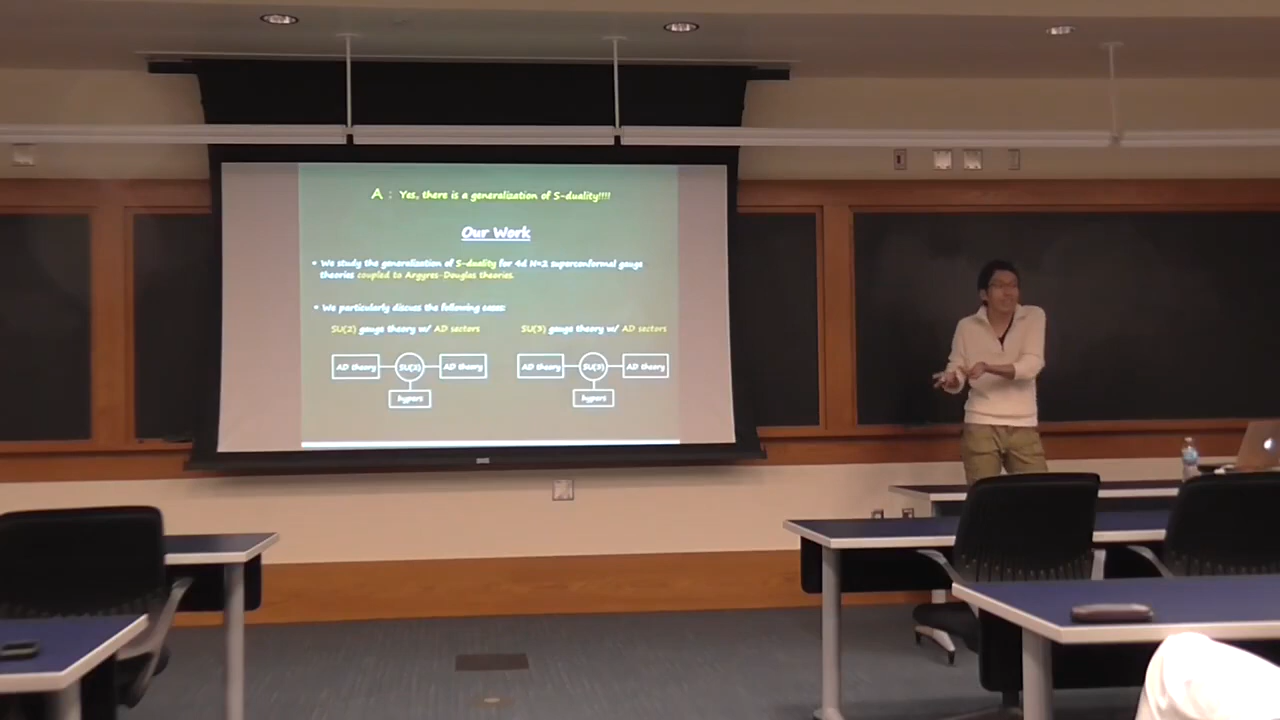 A : Yes, there is a generalization of S-duality!!!!
Our Work
• We study the generalization of S-duality for 4d N=2 superconformal gauge
theories coupled to Argyres-Douglas theories.
• We particularly discuss the following cases:
SU(2) gauge theory w/ AD sectors
SU(3) gauge theory w/ AD sectors
AD theory
SU(2)
AD theory
hypers
AD theory
SU(3)
AD theory
hypers